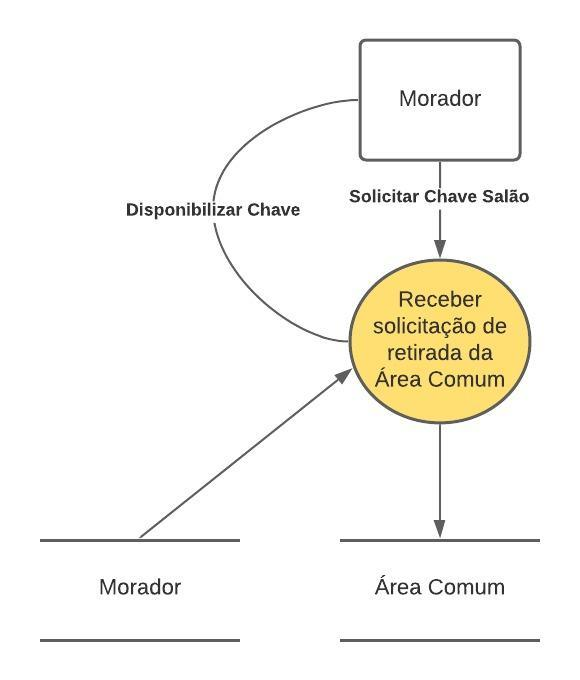 Morador
Solicitar Chave Salão
Disponibilizar Chave
Receber
solicitação de
retirada da
Área Comum
Morador
Área Comum